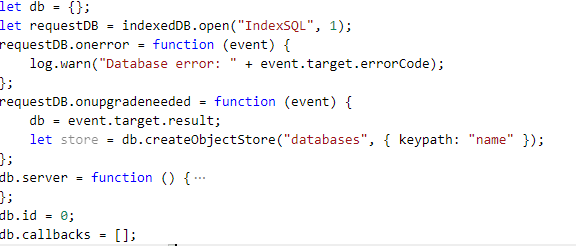 let db = {};
let requestDB = indexedDB.open("IndexSQL", 1);
requestDB.onerror = function (event) {
    log.warn("Database error: " + event.target.errorCode);
};
requestDB.onupgradeneeded = function (event) {
    db = event.target.result;
    let store = db.createObjectStore("databases", { keypath: "name" });
};
db.server = function () {···
};
db.id = 0;
db.callbacks = [];